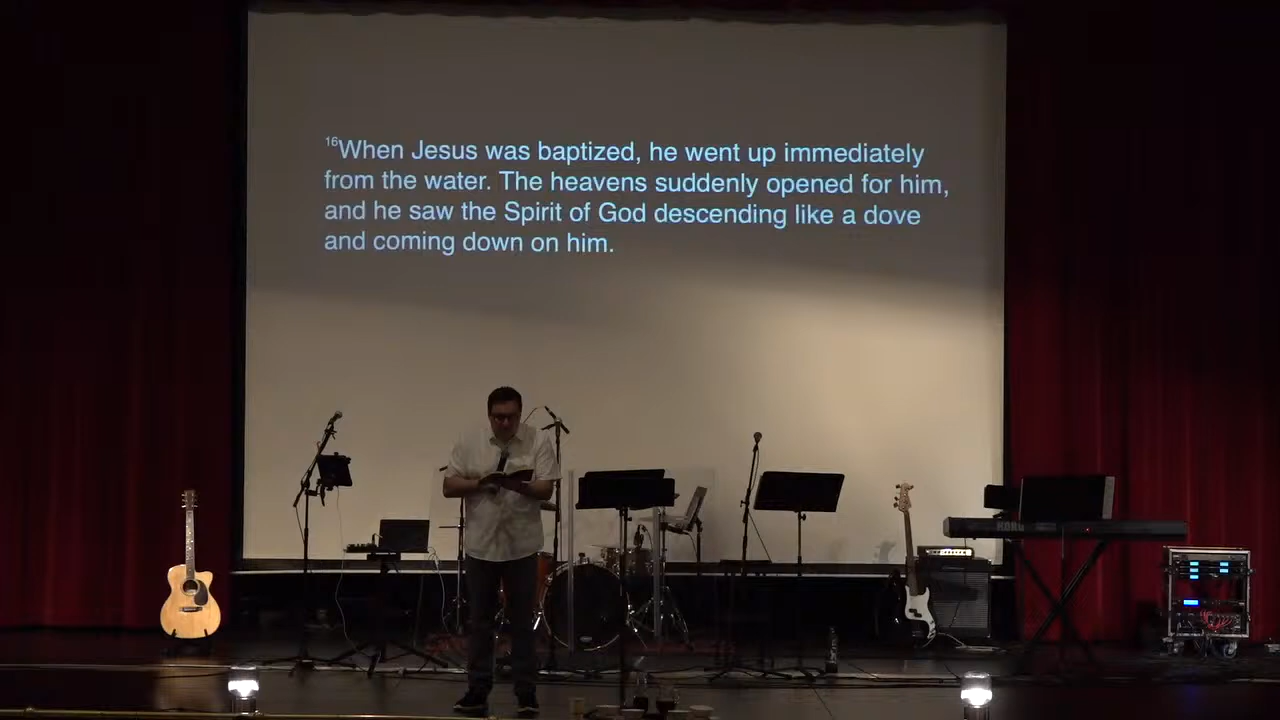 ¹⁶When Jesus was baptized, he went up immediately
from the water. The heavens suddenly opened for him,
and he saw the Spirit of God descending like a dove
and coming down on him.
KORG